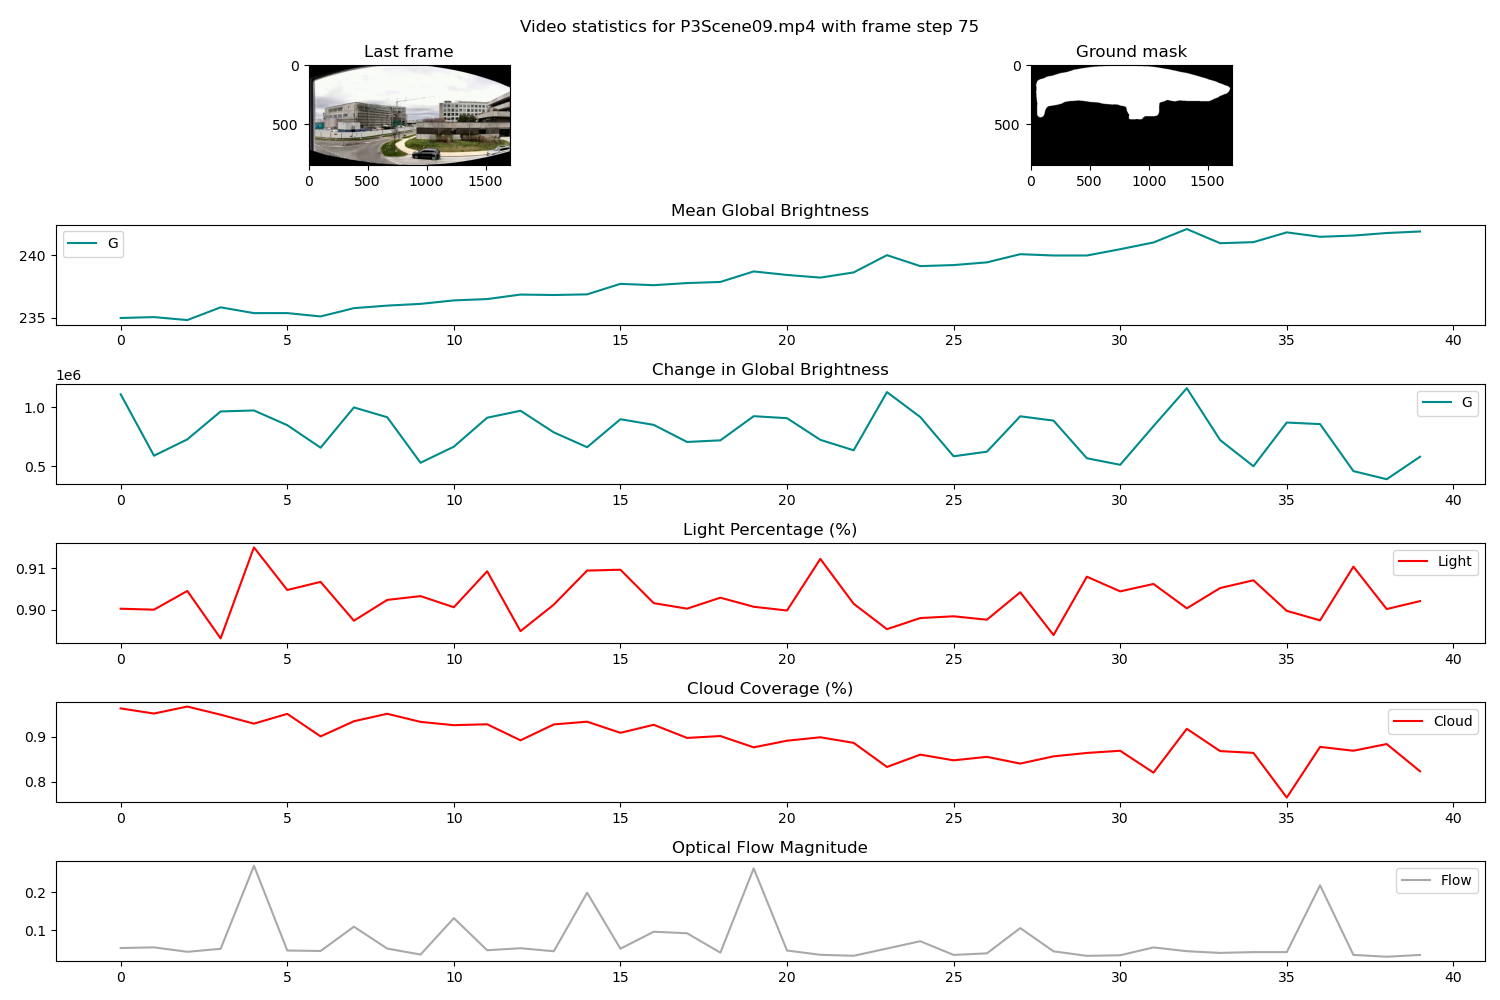 Video statistics for P3Scene09.mp4 with frame step 75
Last frame
Ground mask
0
500
0 500 1000 1500
0
500
0 500 1000 1500
Mean Global Brightness
G
240
235
0 5 10 15 20 25 30 35 40
Change in Global Brightness
1e6
G
1.0
0.5
0 5 10 15 20 25 30 35 40
Light Percentage (%)
Light
0.91
0.90
0 5 10 15 20 25 30 35 40
Cloud Coverage (%)
Cloud
0.9
0.8
0 5 10 15 20 25 30 35 40
Optical Flow Magnitude
Flow
0.2
0.1
0 5 10 15 20 25 30 35 40